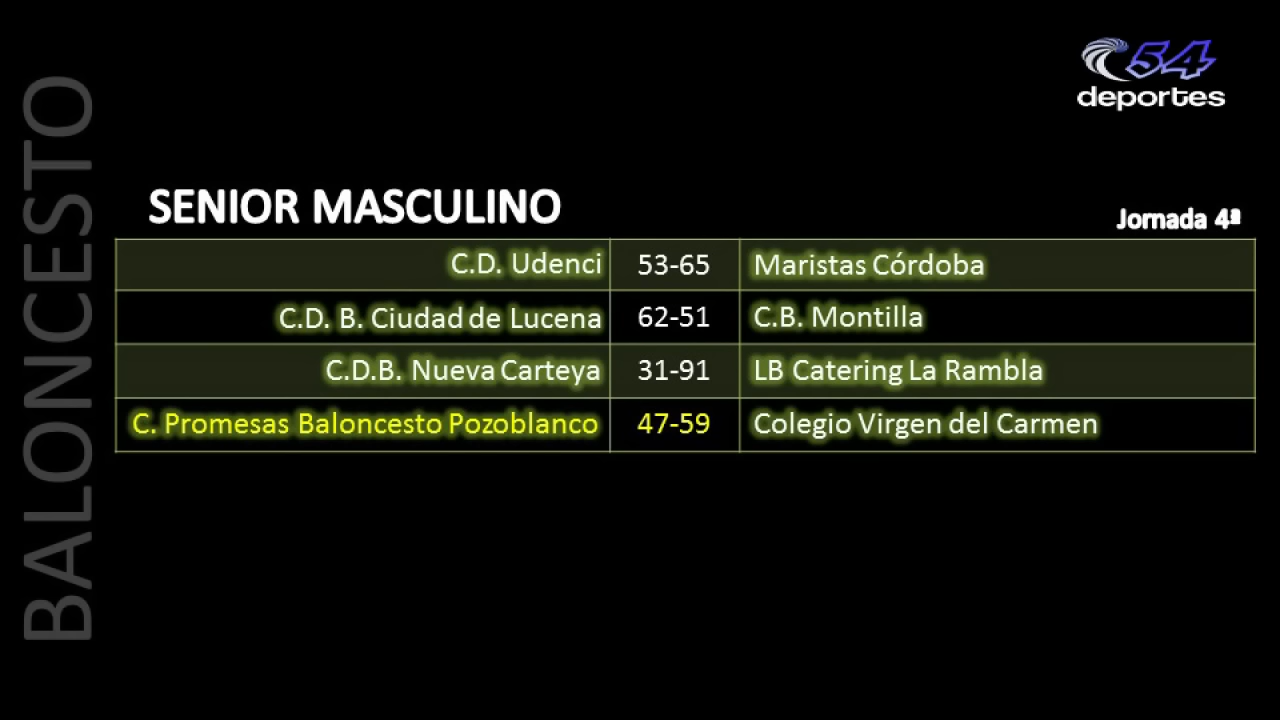 54
deportes
BALONCESTO
SENIOR MASCULINO
Jornada 4ª
C.D. Udenci 53-65 Maristas Córdoba
C.D. B. Ciudad de Lucena 62-51 C.B. Montilla
C.D.B. Nueva Carteya 31-91 LB Catering La Rambla
C. Promesas Baloncesto Pozoblanco 47-59 Colegio Virgen del Carmen